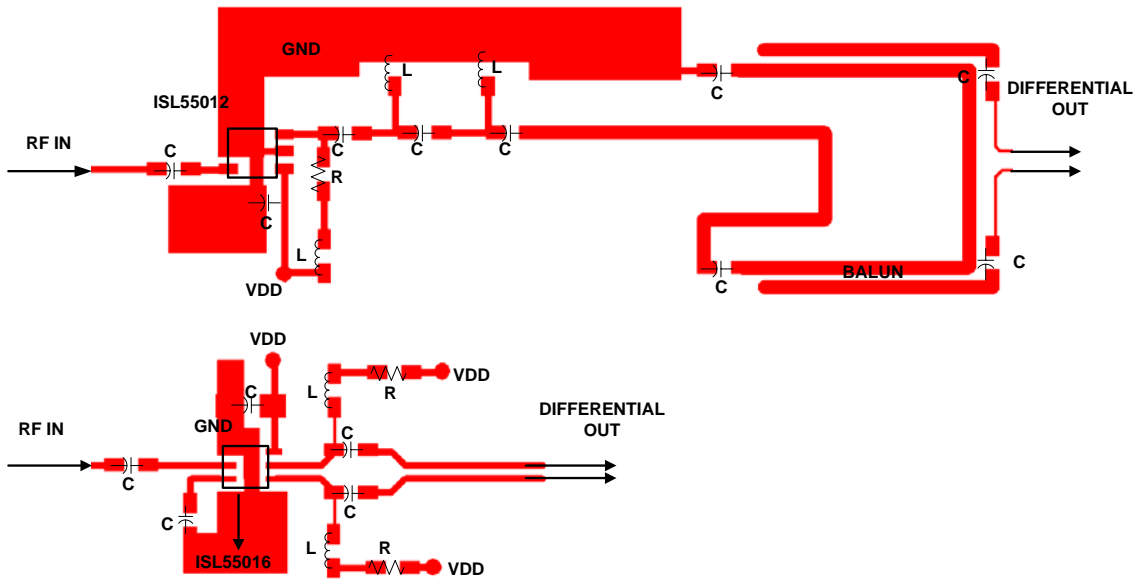 GND
L
L
C
C
DIFFERENTIAL
OUT
ISL55012
RF IN
C
C
C
C
R
C
L
VDD
C
BALUN
C
VDD
C
L
R
VDD
GND
RF IN
DIFFERENTIAL
OUT
C
C
C
C
L
R
VDD
ISL55016